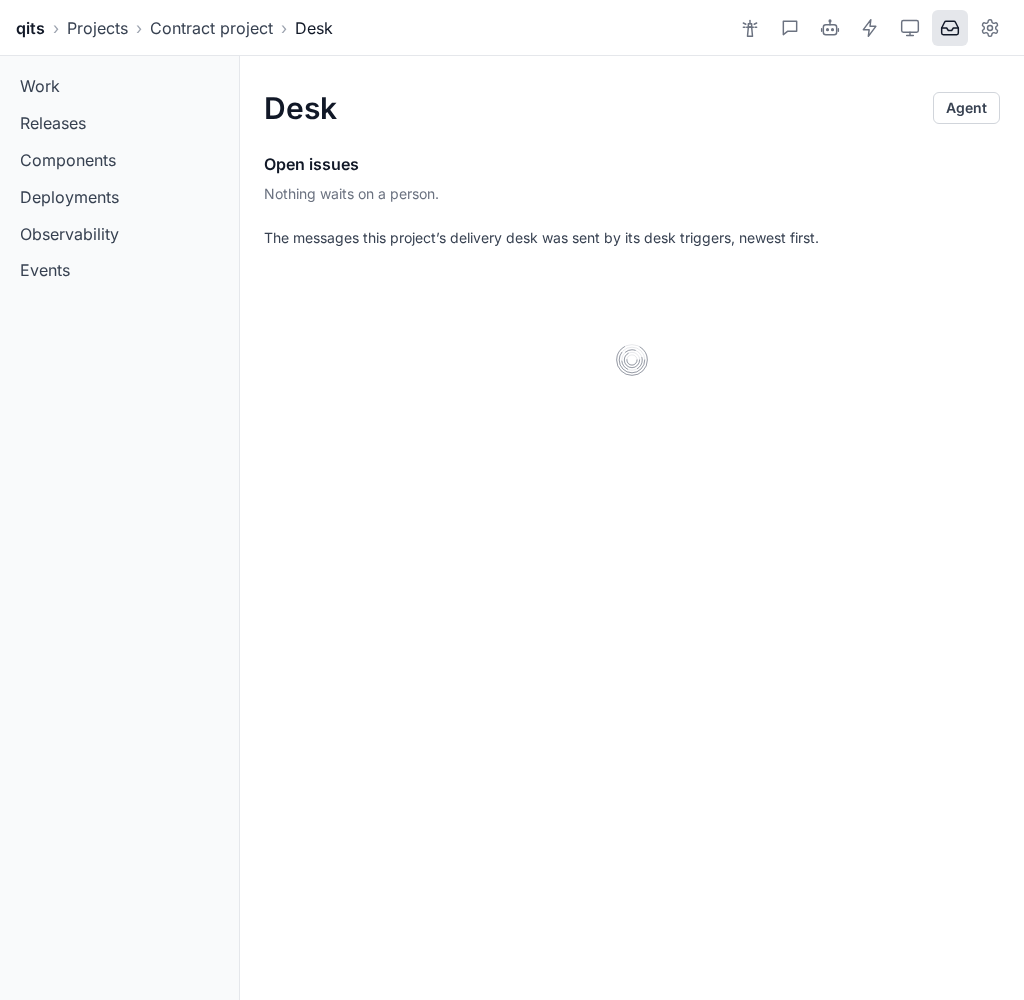 qits › Projects › Contract project › Desk
Work
Releases
Components
Deployments
Observability
Events
Desk
Agent
Open issues
Nothing waits on a person.
The messages this project’s delivery desk was sent by its desk triggers, newest first.